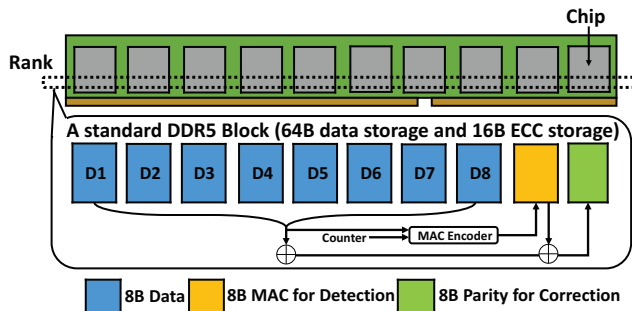 Chip
Rank
A standard DDR5 Block (64B data storage and 16B ECC storage)
D1 D2 D3 D4 D5 D6 D7 D8
Counter MAC Encoder
8B Data 8B MAC for Detection 8B Parity for Correction